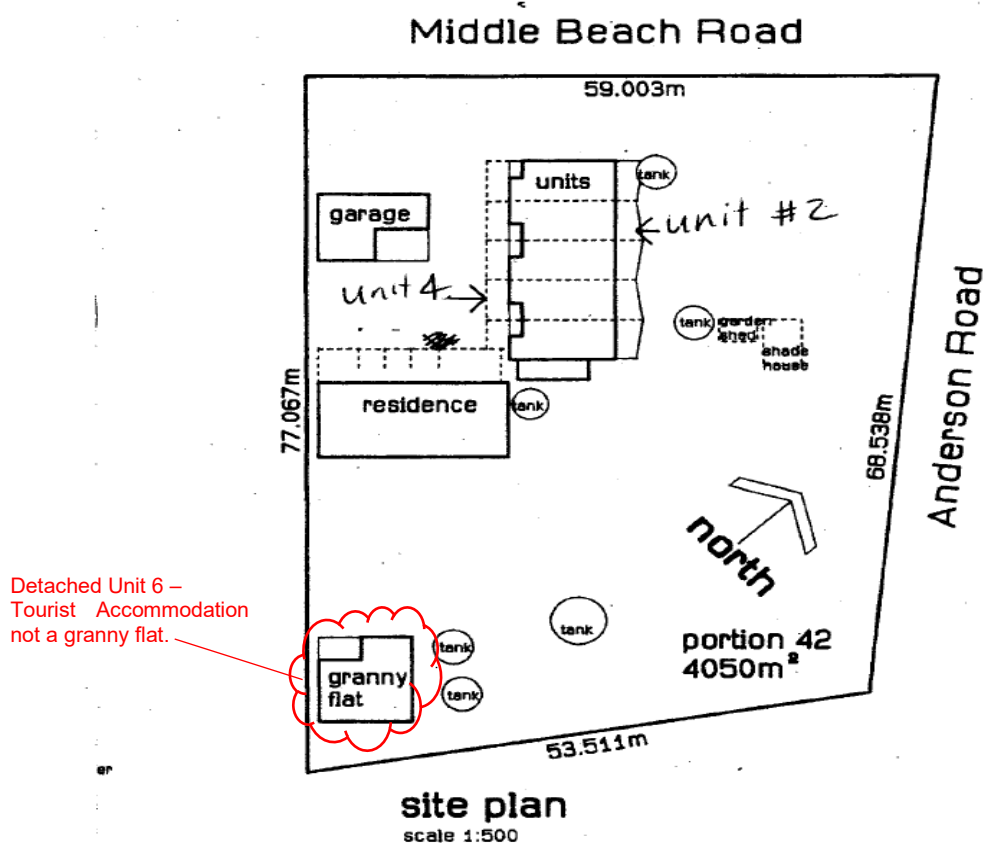 Middle Beach Road
59.003m
units
tank
garage
unit #2
unit 4
tank
garden
shed
shade
house
Anderson Road
77.067m
residence
tank
68.538m
north
Detached Unit 6 –
Tourist Accommodation
not a granny flat.
tank
granny
flat
tank
tank
portion 42
4050m²
53.511m
er
site plan
scale 1:500